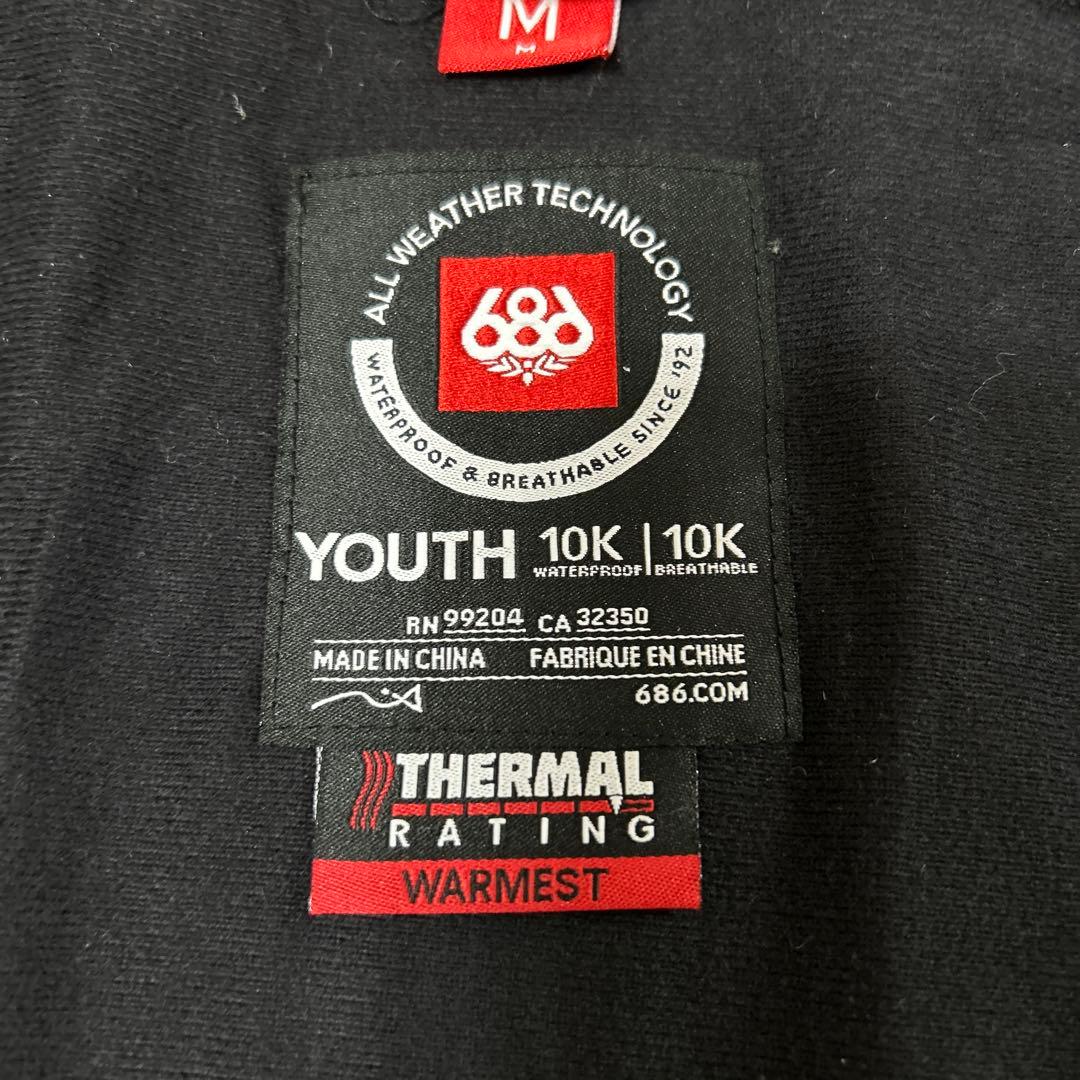 M
M
ALL WEATHER TECHNOLOGY
686
WATERPROOF & BREATHABLE SINCE '92
YOUTH 10K | 10K
WATERPROOF BREATHABLE
RN 99204 CA 32350
MADE IN CHINA FABRIQUE EN CHINE
686.COM
THERMAL
RATING
WARMEST